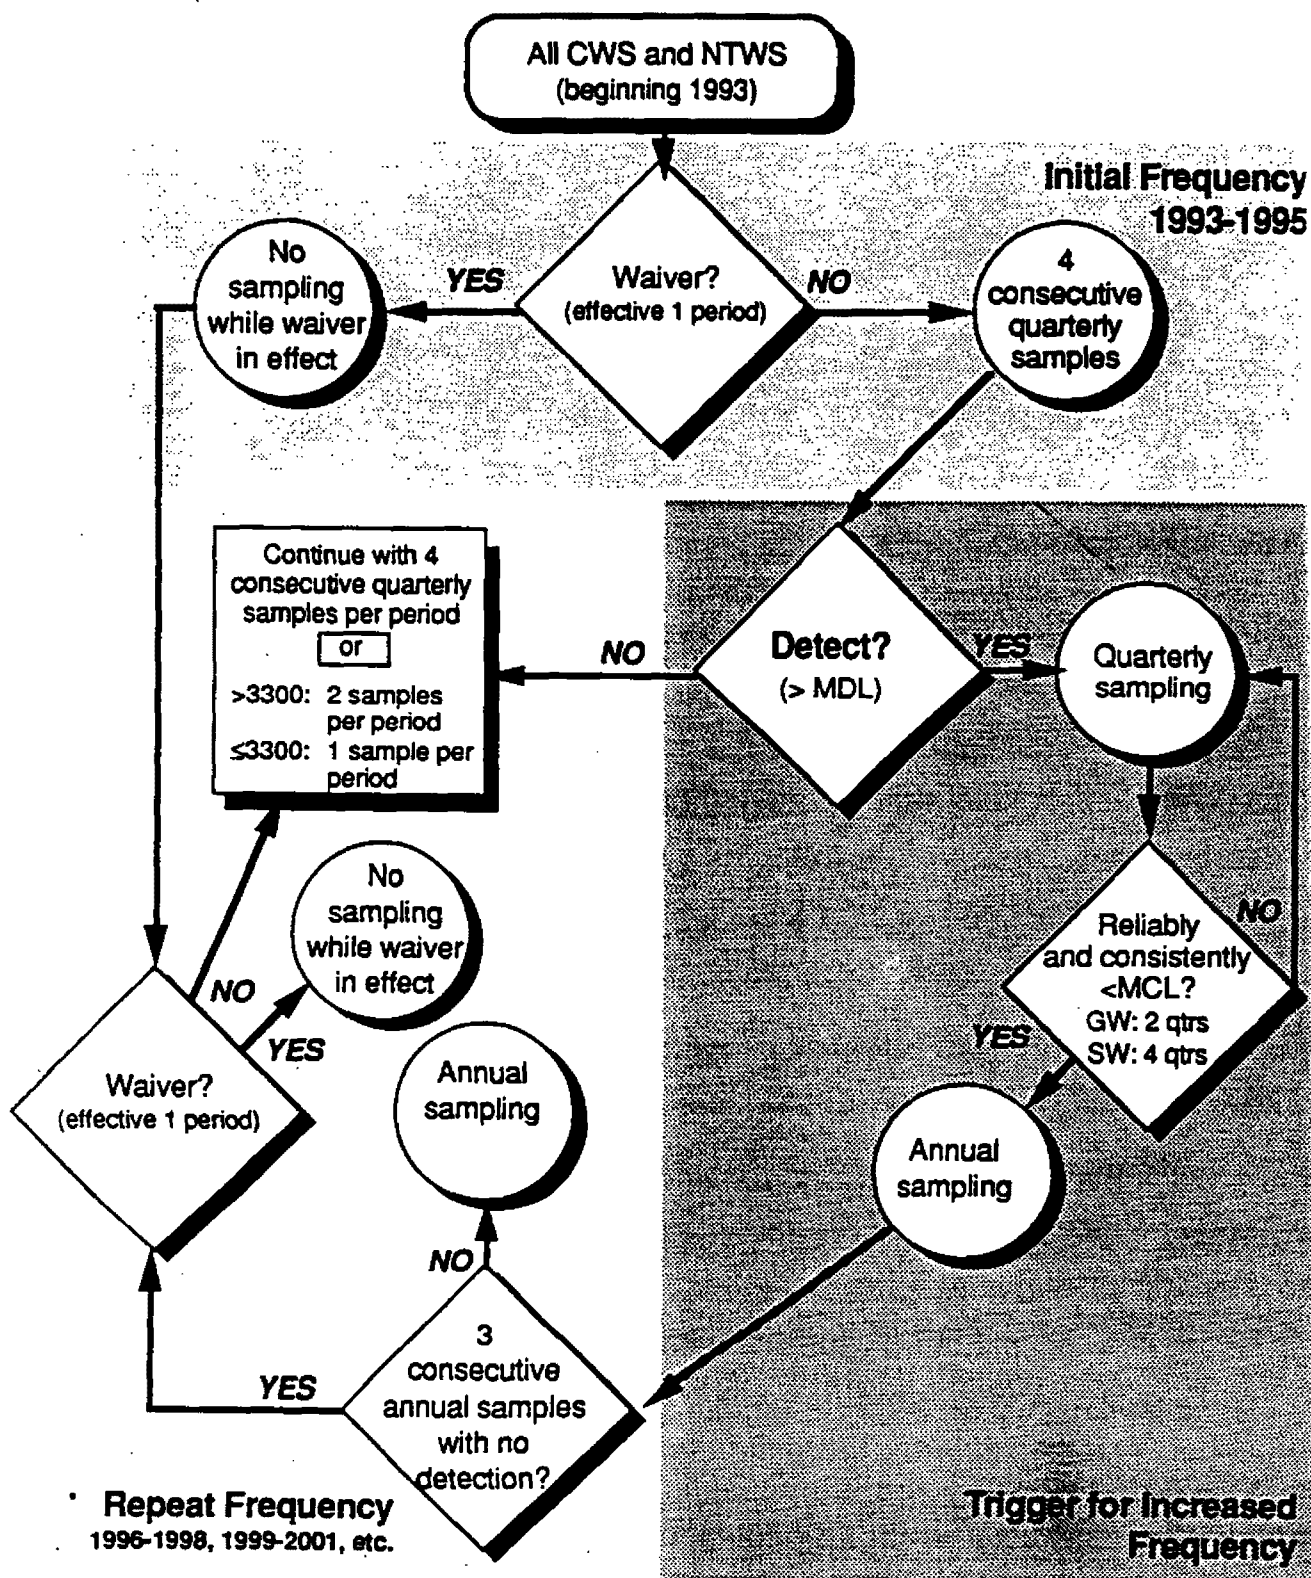 All CWS and NTWS
(beginning 1993)
Initial Frequency
1993-1995
No
sampling
while waiver
in effect
YES
Waiver?
(effective 1 period)
NO
4
consecutive
quarterly
samples
Continue with 4
consecutive quarterly
samples per period
or
>3300: 2 samples
per period
≤3300: 1 sample per
period
NO
Detect?
(> MDL)
YES
Quarterly
sampling
No
sampling
while waiver
in effect
NO
YES
Waiver?
(effective 1 period)
Reliably
and consistently
<MCL?
GW: 2 qtrs
SW: 4 qtrs
NO
YES
Annual
sampling
Annual
sampling
NO
3
consecutive
annual samples
with no
detection?
YES
Repeat Frequency
1996-1998, 1999-2001, etc.
Trigger for Increased
Frequency